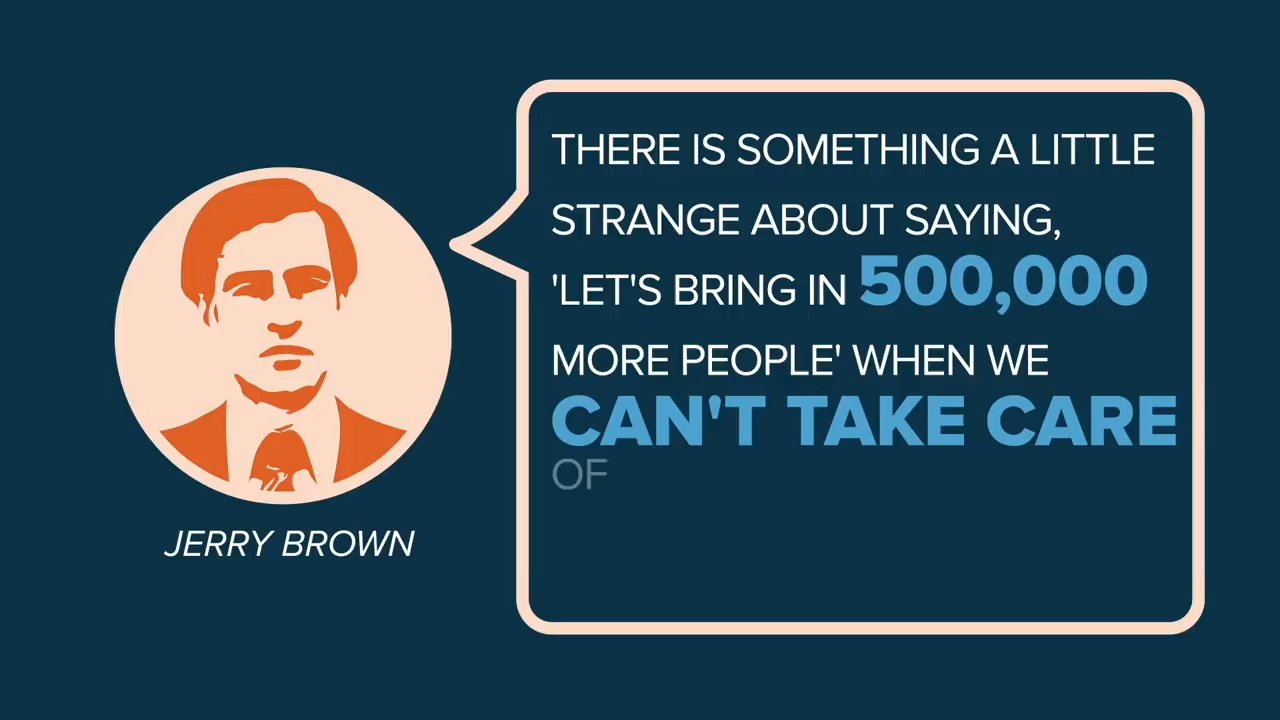 THERE IS SOMETHING A LITTLE
STRANGE ABOUT SAYING,
'LET'S BRING IN 500,000
MORE PEOPLE' WHEN WE
CAN'T TAKE CARE
OF
JERRY BROWN